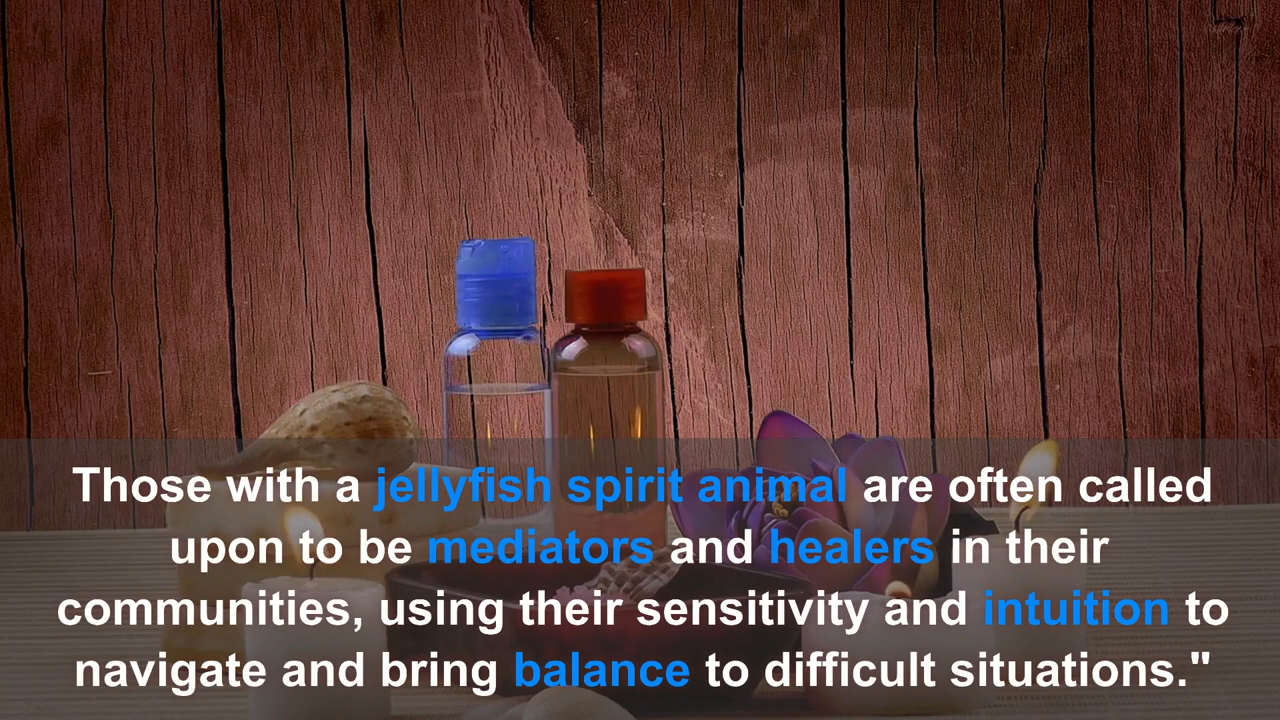 Those with a jellyfish spirit animal are often called
upon to be mediators and healers in their
communities, using their sensitivity and intuition to
navigate and bring balance to difficult situations."